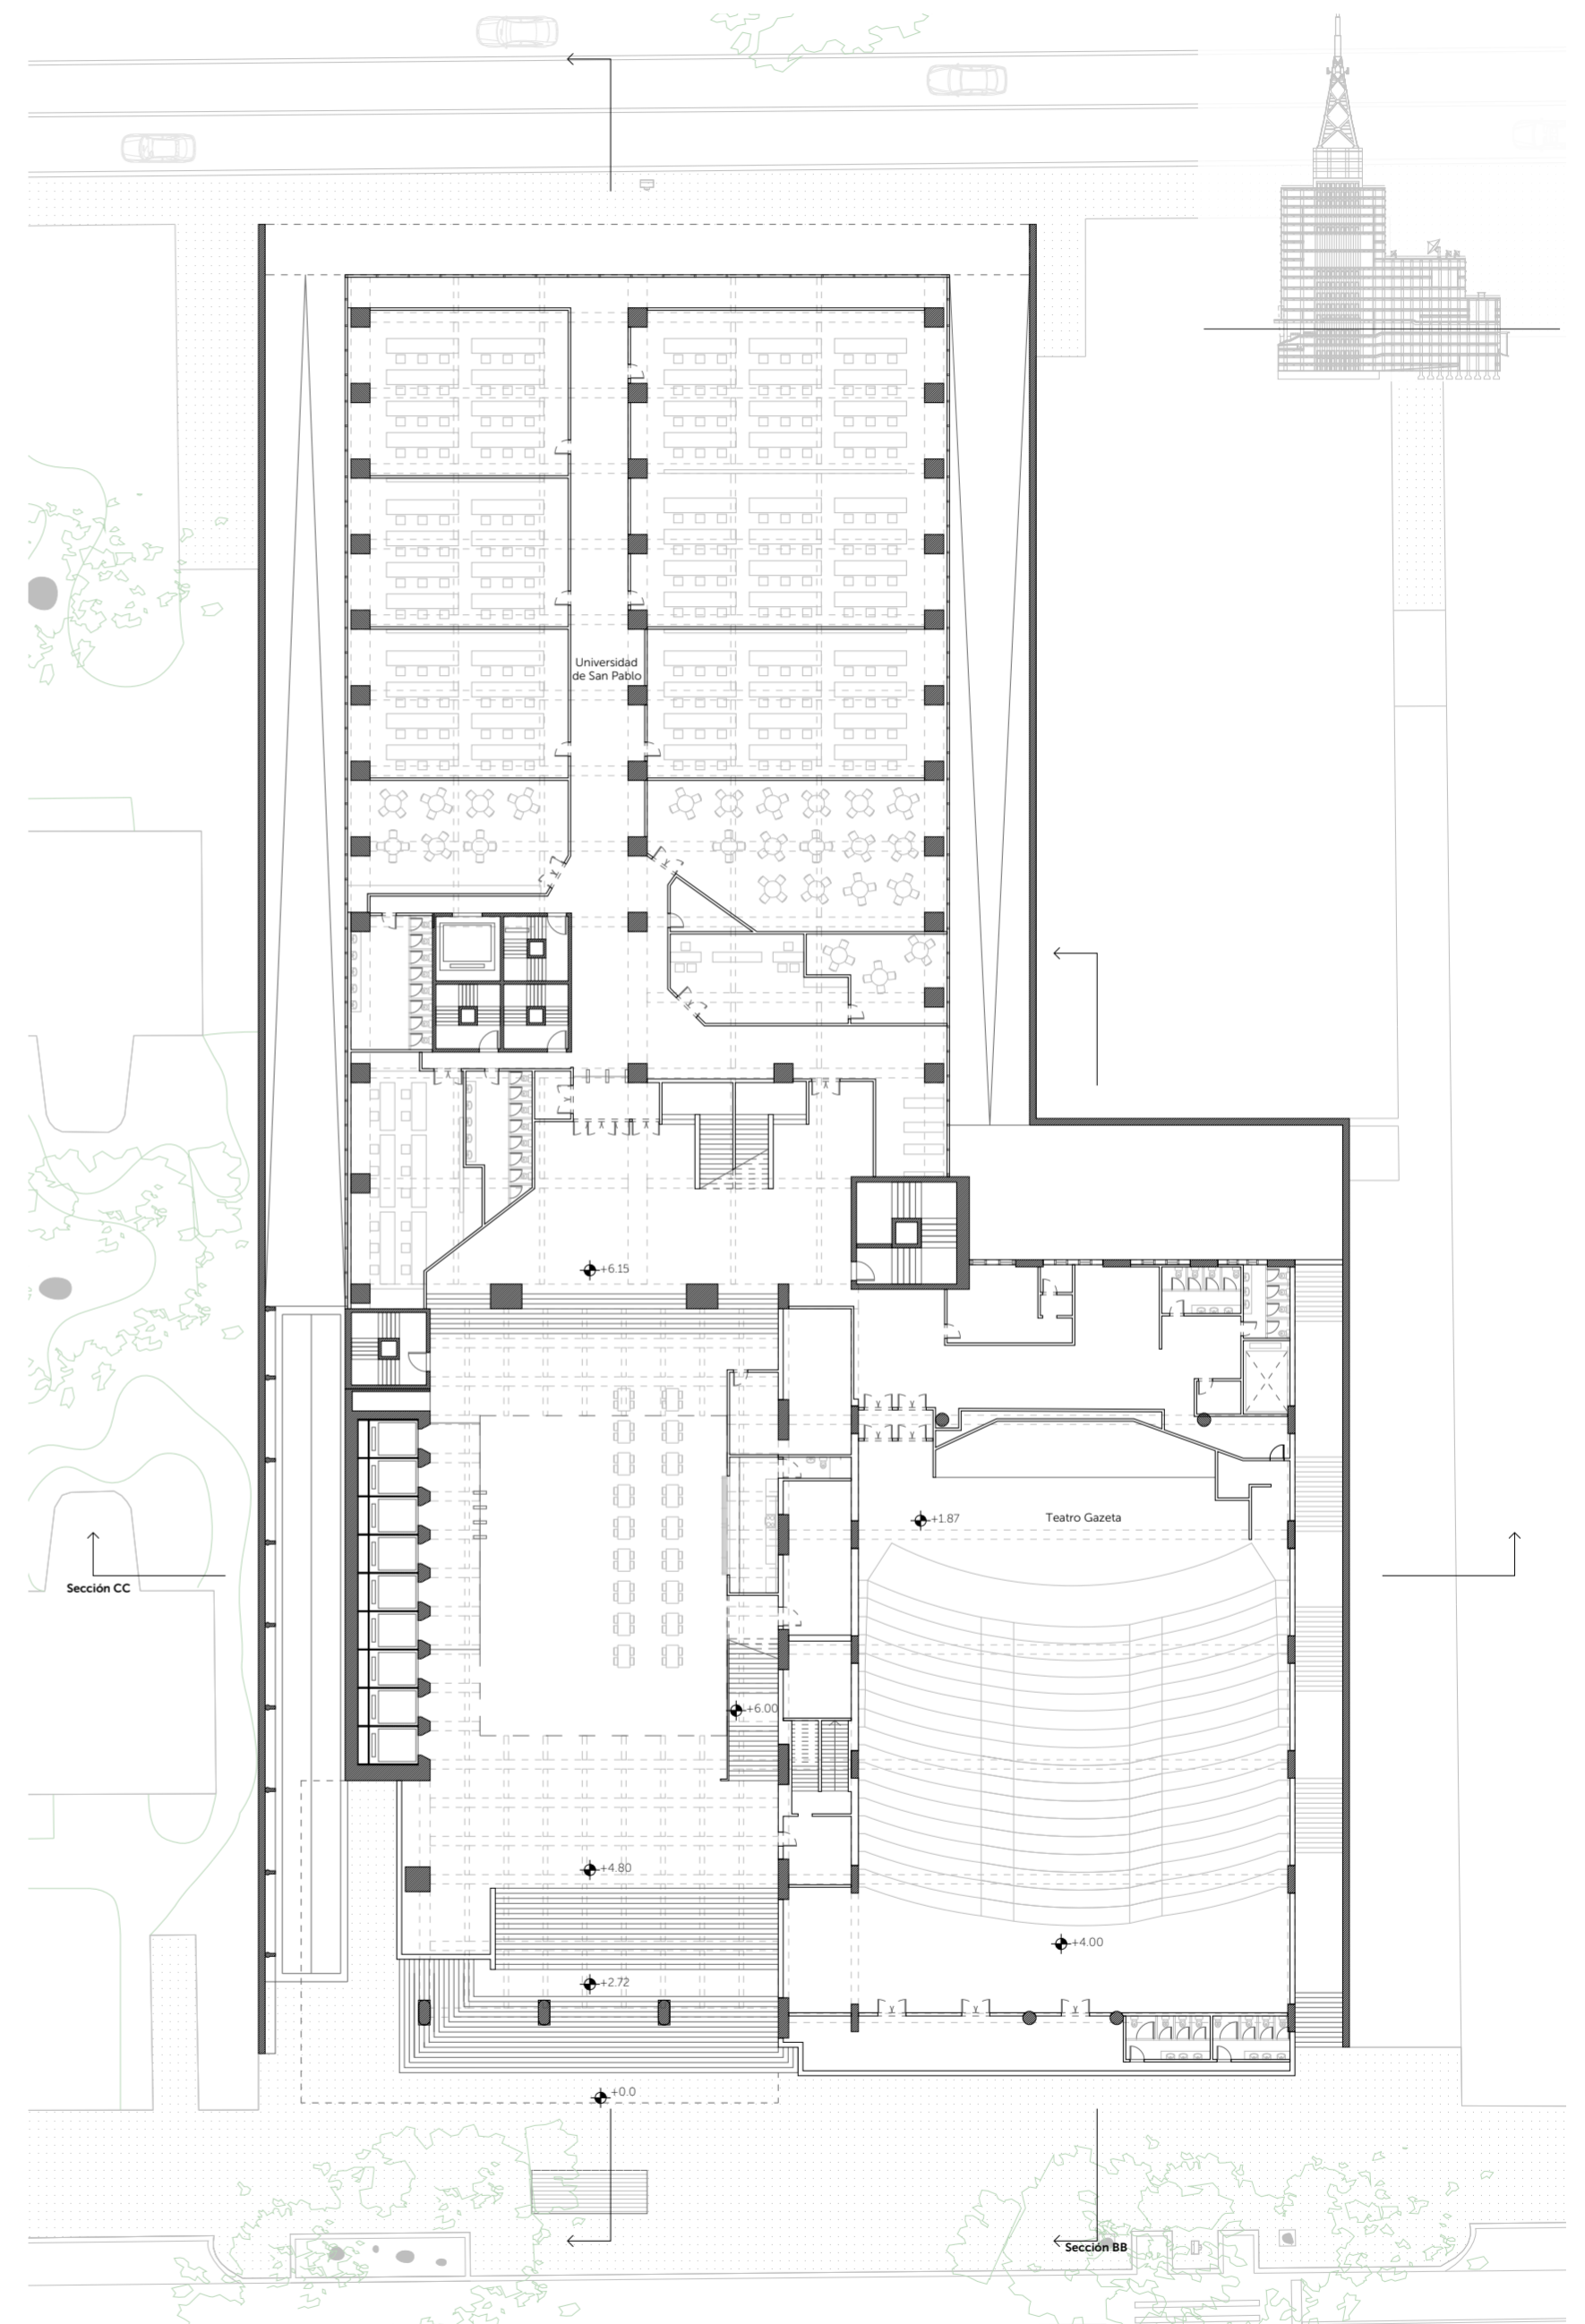 Universidad
de San Pablo
+6.15
+1.87
Teatro Gazeta
Sección CC
+6.00
+4.80
+4.00
+2.72
+0.0
Sección BB